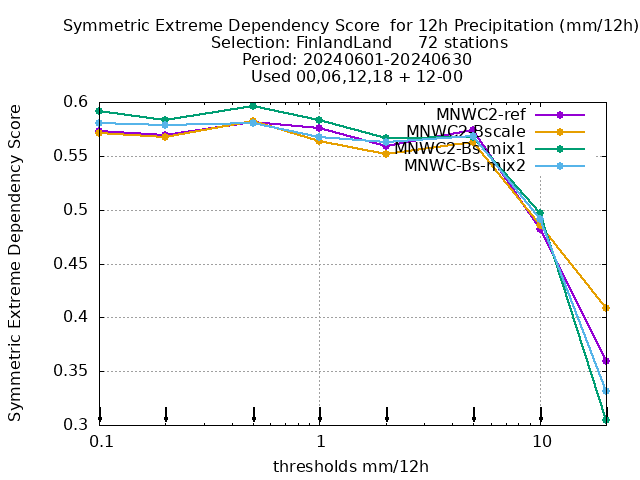 Symmetric Extreme Dependency Score  for 12h Precipitation (mm/12h)
Selection: FinlandLand     72 stations
Period: 20240601-20240630
Used 00,06,12,18 + 12-00
MNWC2-ref
MNWC2-Bscale
MNWC2-Bs-mix1
MNWC-Bs-mix2
Symmetric Extreme Dependency Score
0.6
0.55
0.5
0.45
0.4
0.35
0.3
0.1 1 10
thresholds mm/12h